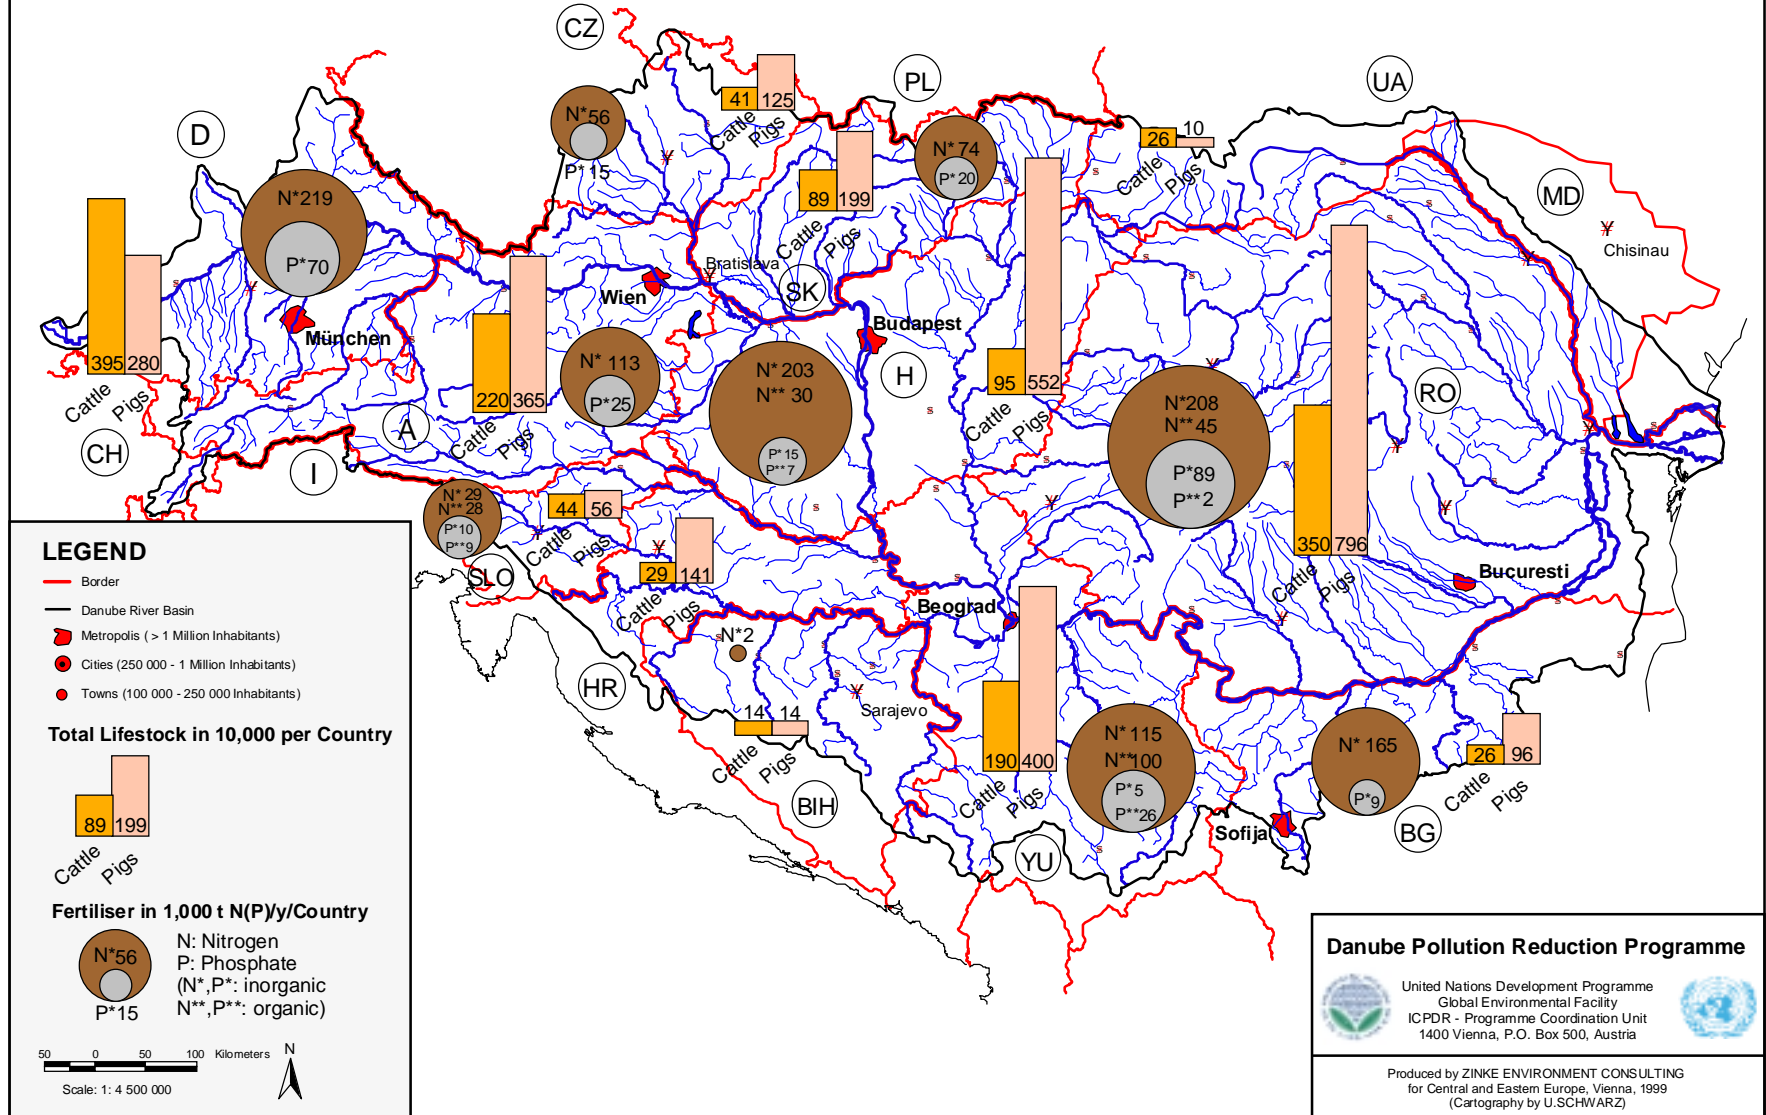 CZ
PL
UA
D
MD
41
125
Cattle
Pigs
N*56
P*15
N*74
P*20
26
10
Cattle
Pigs
89
199
Cattle
Pigs
N*219
P*70
Chisinau
Bratislava
SK
Wien
München
Budapest
H
395
280
Cattle
Pigs
CH
220
365
Cattle
Pigs
A
I
N* 113
P*25
N* 203
N** 30
P* 15
P** 7
95
552
Cattle
Pigs
N*208
N**45
P*89
P**2
RO
350
796
Cattle
Pigs
Bucuresti
N* 29
N** 28
P*10
P**9
SLO
44
56
Cattle
Pigs
29
141
Cattle
Pigs
Beograd
N*2
HR
Sarajevo
14
14
Cattle
Pigs
BIH
190
400
Cattle
Pigs
N* 115
N**100
P* 5
P**26
YU
N* 165
P*9
Sofija
BG
26
96
Cattle
Pigs
LEGEND
Border
Danube River Basin
Metropolis ( > 1 Million Inhabitants)
Cities (250 000 - 1 Million Inhabitants)
Towns (100 000 - 250 000 Inhabitants)
Total Lifestock in 10,000 per Country
89
199
Cattle
Pigs
Fertiliser in 1,000 t N(P)/y/Country
N*56
P*15
N: Nitrogen
P: Phosphate
(N*,P*: inorganic
N**,P**: organic)
50 0 50 100 Kilometers
N
Scale: 1: 4 500 000
Danube Pollution Reduction Programme
United Nations Development Programme
Global Environmental Facility
ICPDR - Programme Coordination Unit
1400 Vienna, P.O. Box 500, Austria
Produced by ZINKE ENVIRONMENT CONSULTING
for Central and Eastern Europe, Vienna, 1999
(Cartography by U.SCHWARZ)